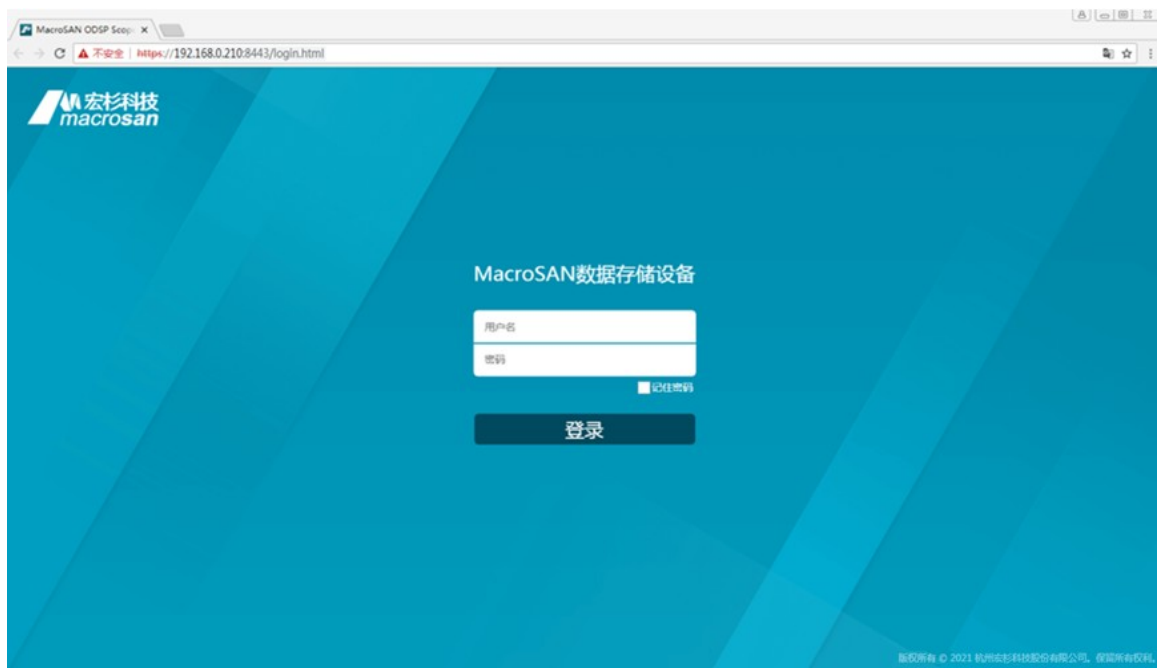 MacroSAN ODSP Scop
不安全 | https://192.168.0.210:8443/login.html
宏杉科技
macrosan
MacroSAN数据存储设备
用户名
密码
记住密码
登录
版权所有 © 2021 杭州宏杉科技股份有限公司。保留所有权利。